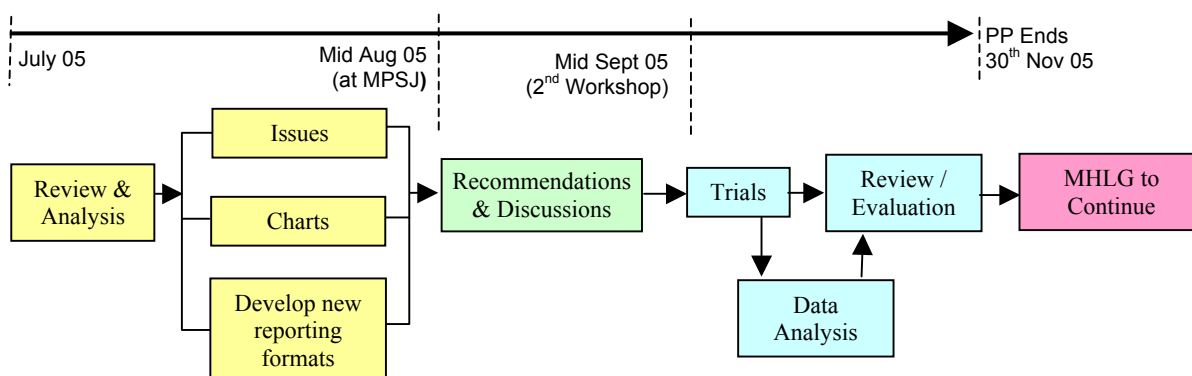 July 05
Mid Aug 05
(at MPSJ)
Mid Sept 05
(2nd Workshop)
PP Ends
30th Nov 05
Review &
Analysis
Issues
Charts
Develop new
reporting
formats
Recommendations
& Discussions
Trials
Data
Analysis
Review /
Evaluation
MHLG to
Continue